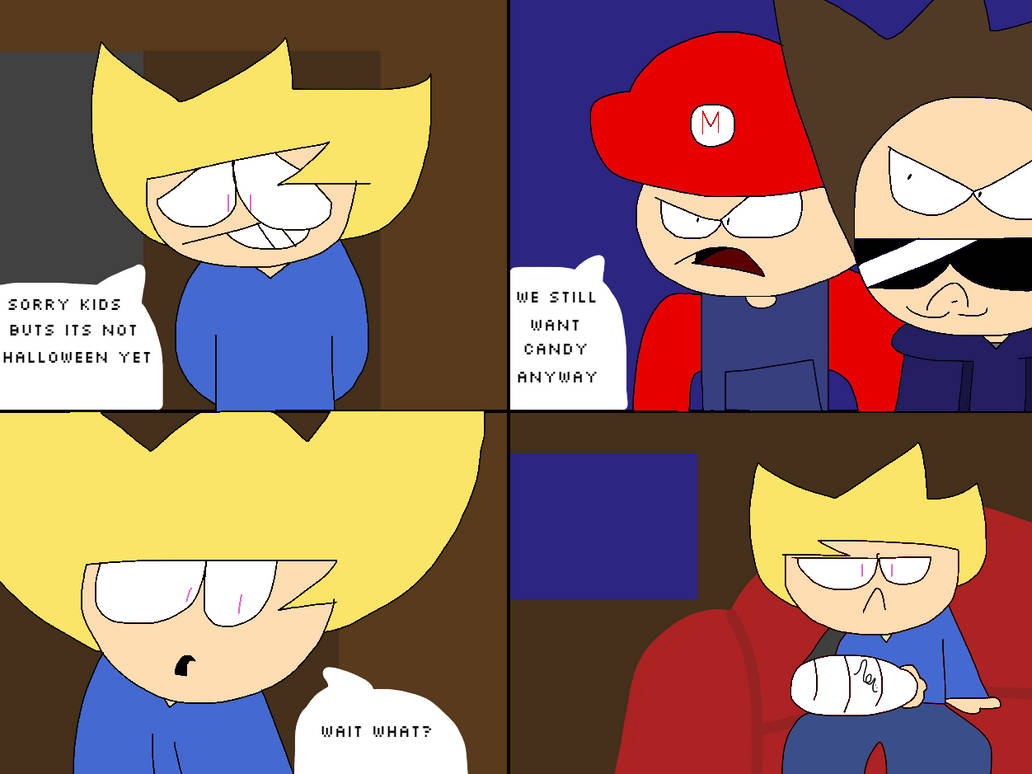 SORRY KIDS
BUTS ITS NOT
HALLOWEEN YET
M
WE STILL
WANT
CANDY
ANYWAY
WAIT WHAT?